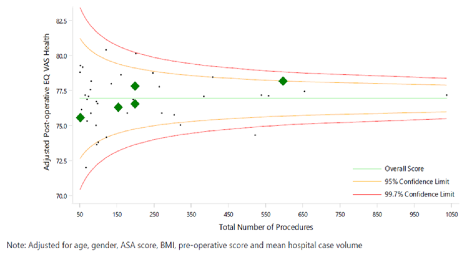 82.5
80.0
77.5
75.0
72.5
70.0
Adjusted Post-operative EQ VAS Health
50 150 250 350 450 550 650 750 850 950 1050
Total Number of Procedures
Overall Score
95% Confidence Limit
99.7% Confidence Limit
Note: Adjusted for age, gender, ASA score, BMI, pre-operative score and mean hospital case volume